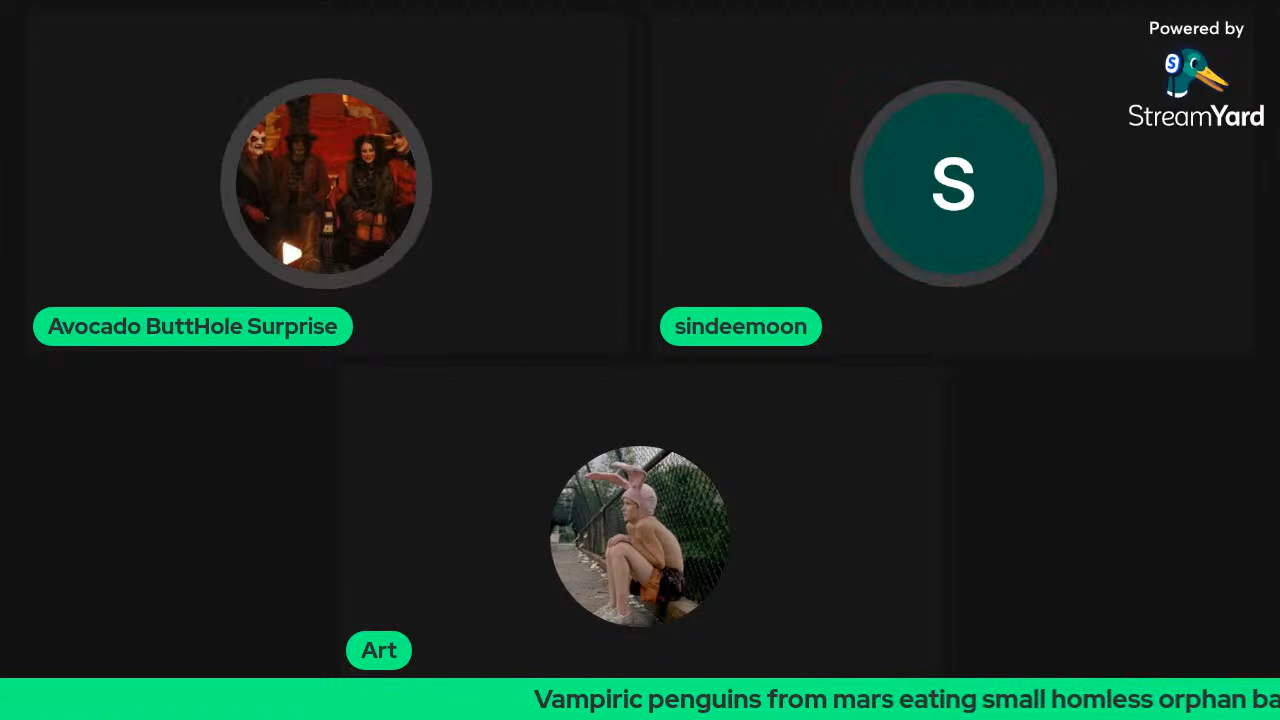 Powered by
S
StreamYard
S
Avocado ButtHole Surprise
sindeemoon
Art
Vampiric penguins from mars eating small homless orphan ba